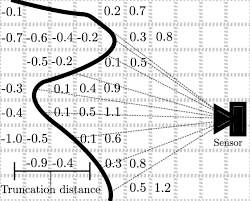 -0.1 0.2 0.7
-0.7 -0.6 -0.4 -0.2 0.3 0.8
-0.5 -0.2 0.1 0.5
-0.3 0.1 0.4 0.9
-0.4 0.1 0.5 1.1
-1.0 -0.5 0.1 0.6
Sensor
-0.9 -0.4 0.3 0.8
Truncation distance 0.5 1.2